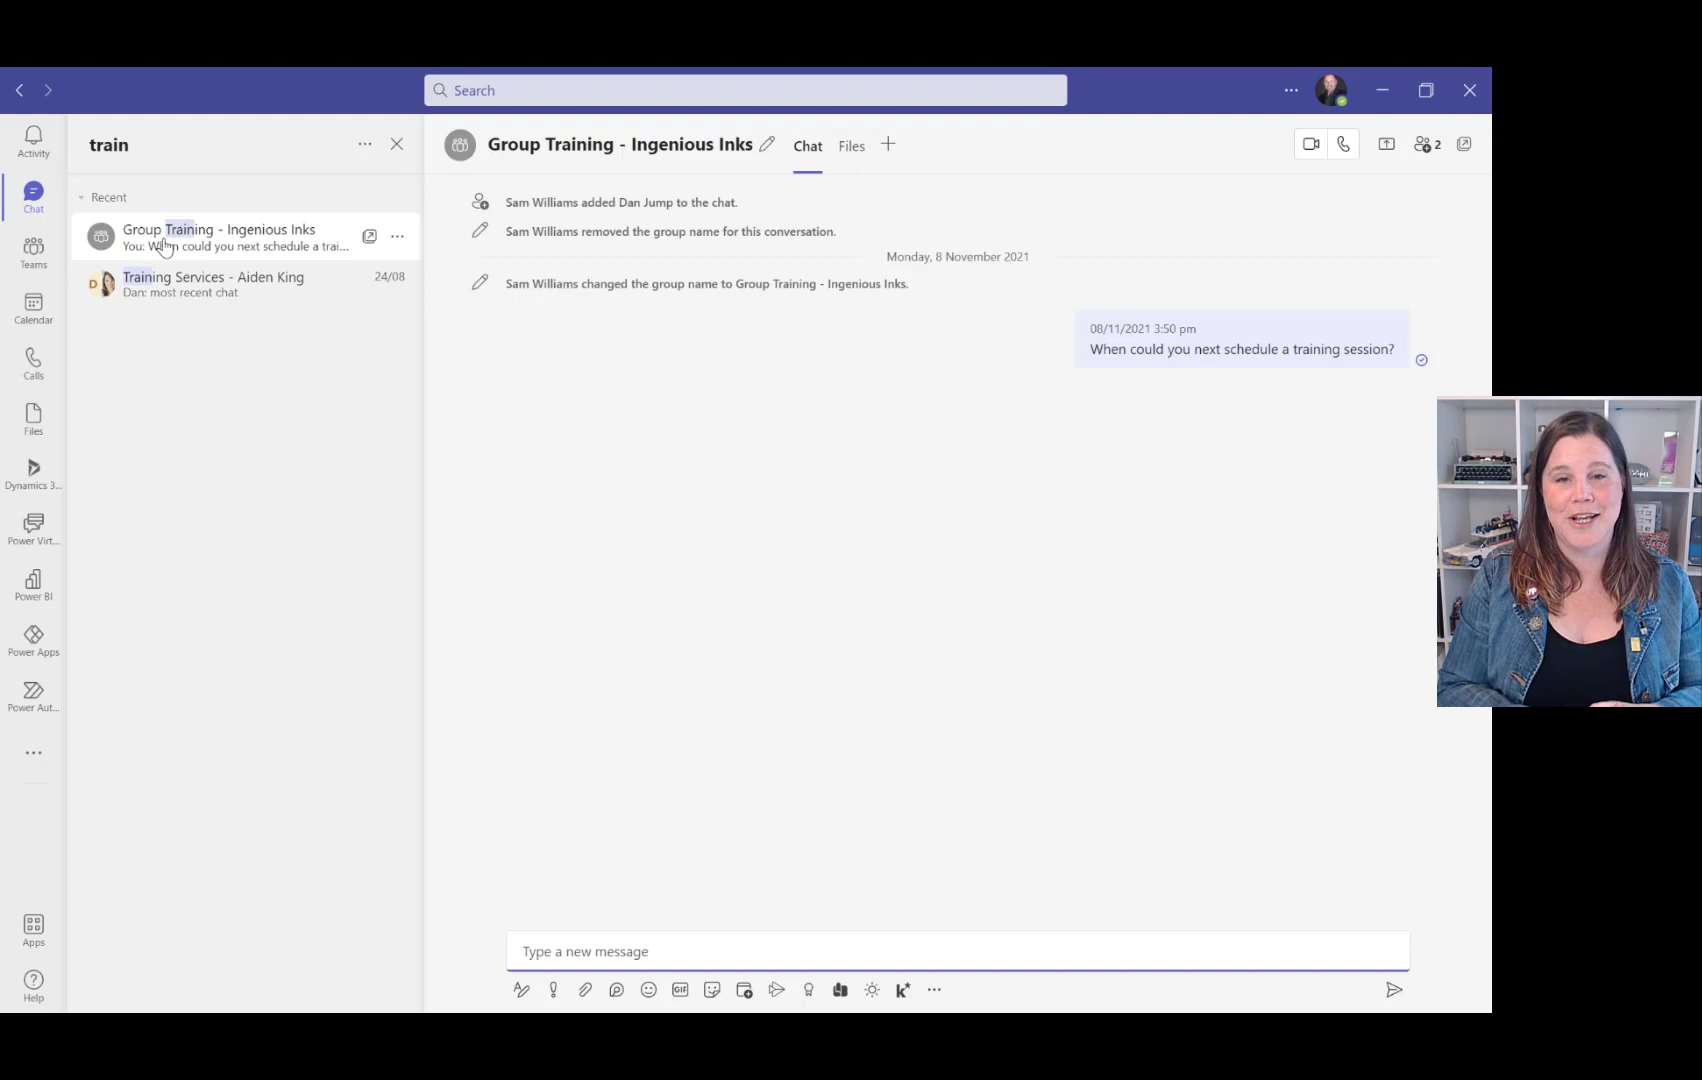 Search
Activity
Chat
Teams
Calendar
Calls
Files
Dynamics 3...
Power Virt...
Power BI
Power Apps
Power Aut...
Apps
Help
train
Recent
Group Training - Ingenious Inks
You: When could you next schedule a trai...
Training Services - Aiden King
24/08
Dan: most recent chat
D
Group Training - Ingenious Inks
Chat
Files
2
Sam Williams added Dan Jump to the chat.
Sam Williams removed the group name for this conversation.
Monday, 8 November 2021
Sam Williams changed the group name to Group Training - Ingenious Inks.
08/11/2021 3:50 pm
When could you next schedule a training session?
Type a new message
GIF